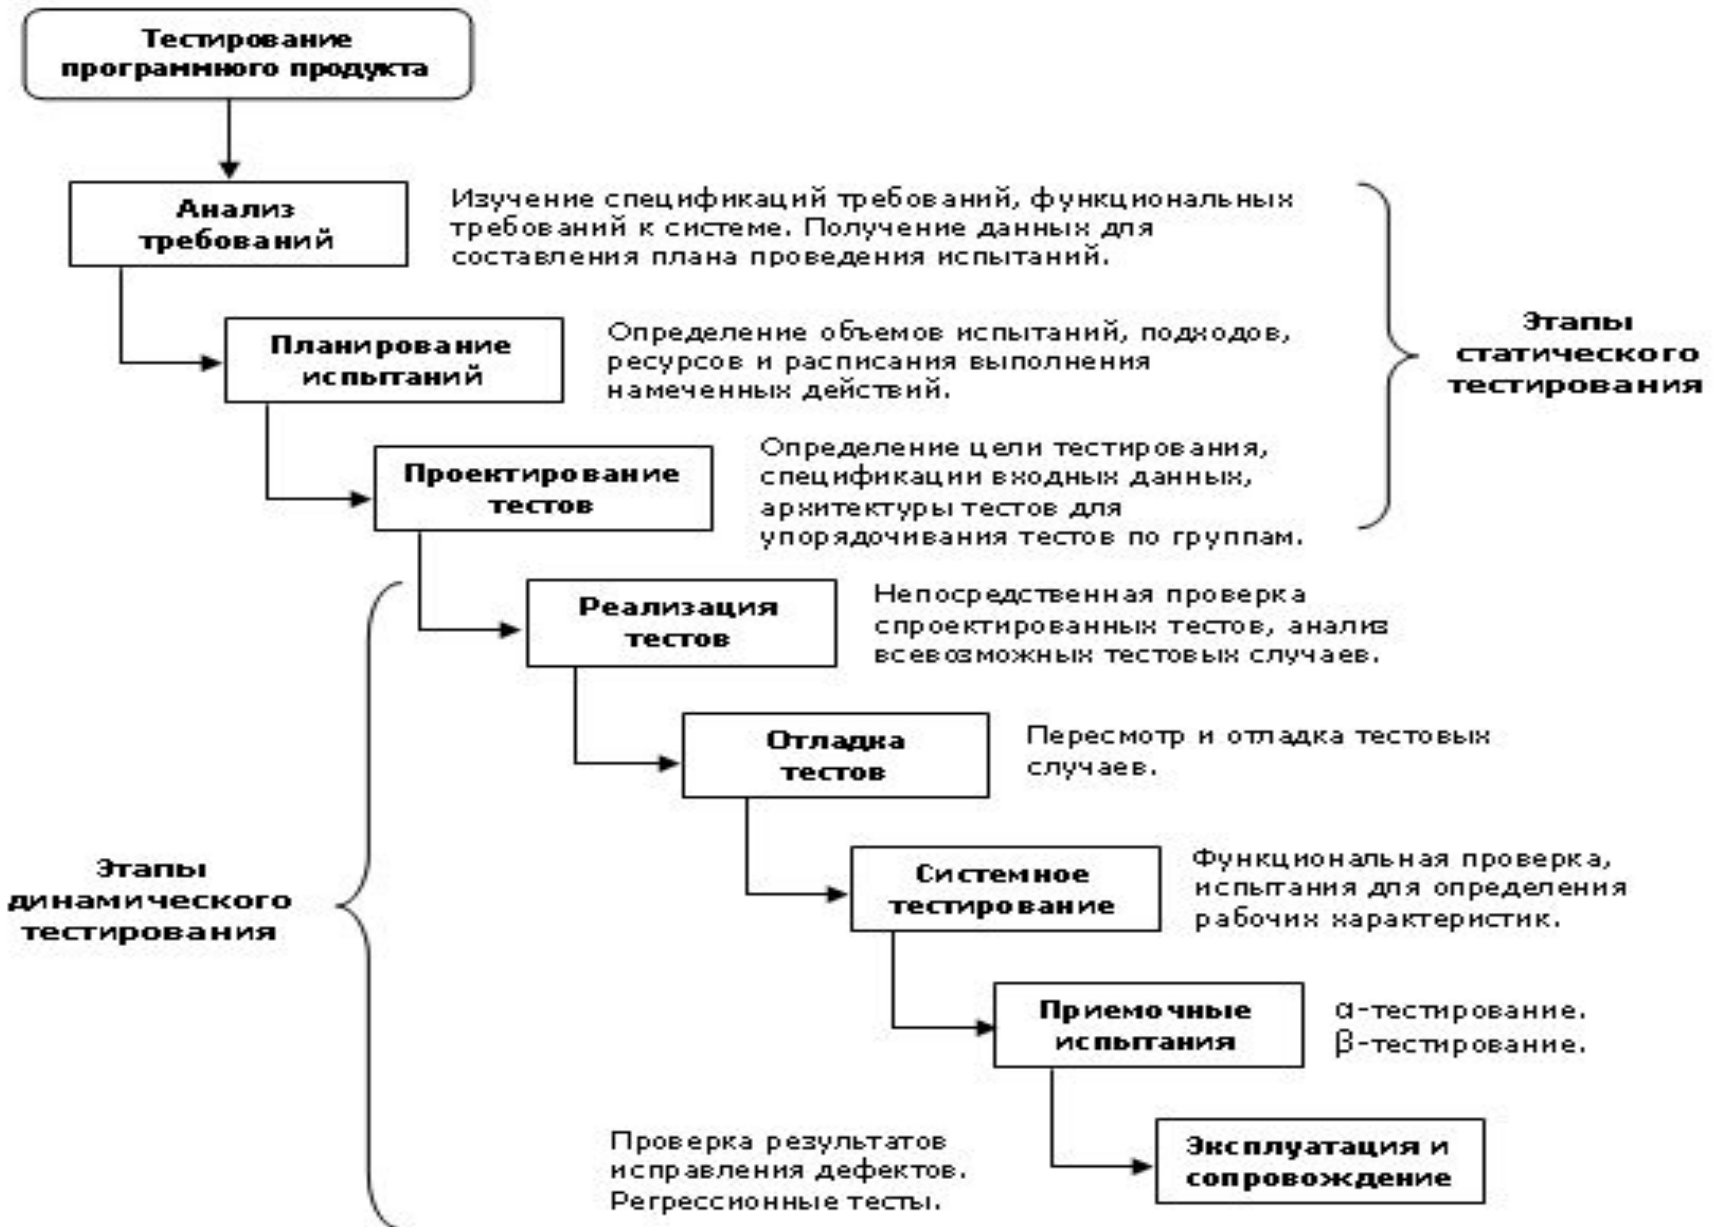 Тестирование
программного продукта
Анализ
требований
Изучение спецификаций требований, функциональных
требований к системе. Получение данных для
составления плана проведения испытаний.
Планирование
испытаний
Определение объемов испытаний, подходов,
ресурсов и расписания выполнения
намеченных действий.
Этапы
статического
тестирования
Проектирование
тестов
Определение цели тестирования,
спецификации входных данных,
архитектуры тестов для
упорядочивания тестов по группам.
Реализация
тестов
Непосредственная проверка
спроектированных тестов, анализ
всевозможных тестовых случаев.
Отладка
тестов
Пересмотр и отладка тестовых
случаев.
Этапы
динамического
тестирования
Системное
тестирование
Функциональная проверка,
испытания для определения
рабочих характеристик.
Приемочные
испытания
α-тестирование.
β-тестирование.
Проверка результатов
исправления дефектов.
Регрессионные тесты.
Эксплуатация и
сопровождение